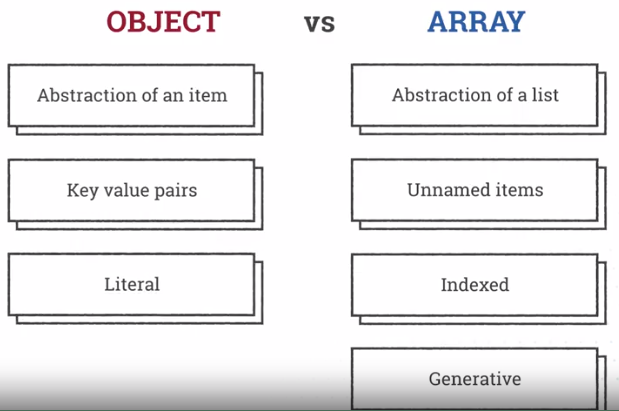 OBJECT vs ARRAY
Abstraction of an item
Abstraction of a list
Key value pairs
Unnamed items
Literal
Indexed
Generative